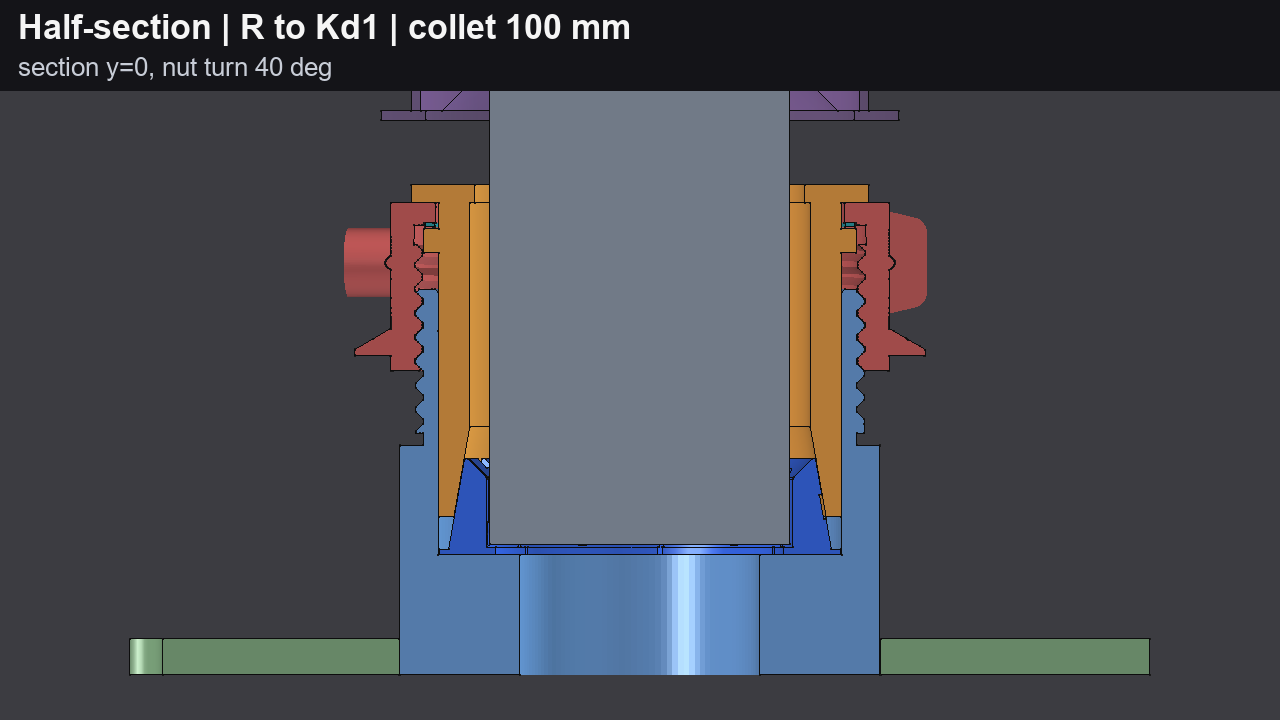 Half-section | R to Kd1 | collet 100 mm
section y=0, nut turn 40 deg